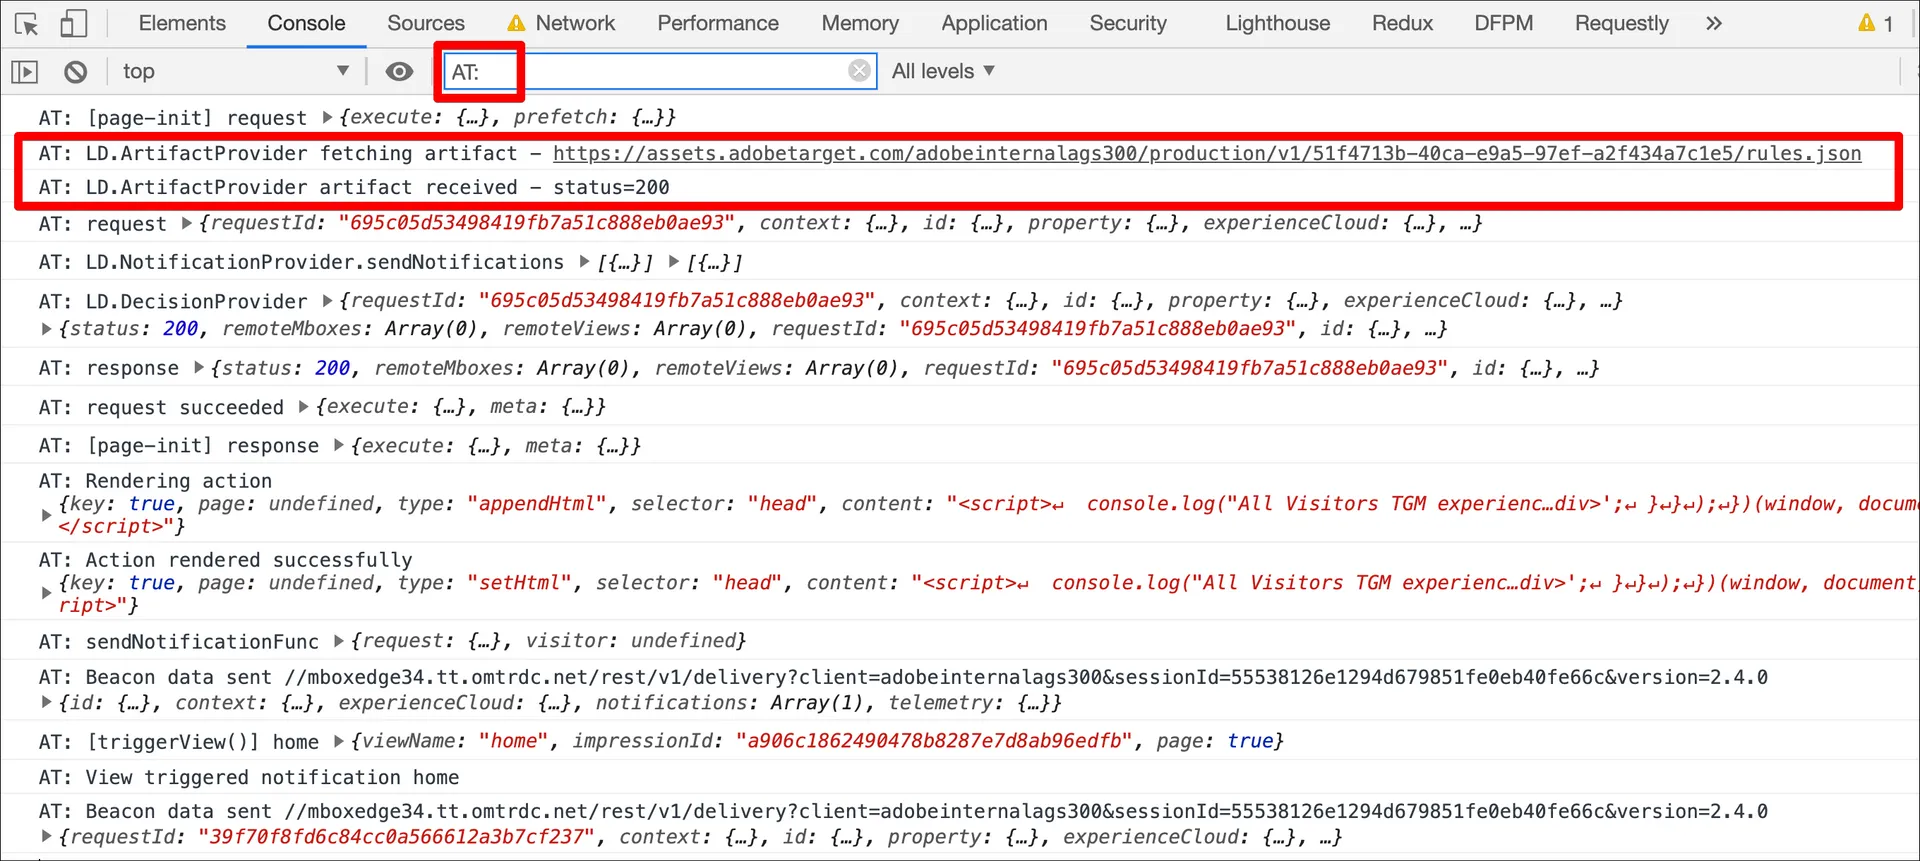 Elements Console Sources Network Performance Memory Application Security Lighthouse Redux DFPM Requestly » 1
top ▼ AT: All levels ▼
AT: [page-init] request ▶{execute: {…}, prefetch: {…}}
AT: LD.ArtifactProvider fetching artifact – https://assets.adobetarget.com/adobeinternalags300/production/v1/51f4713b-40ca-e9a5-97ef-a2f434a7c1e5/rules.json
AT: LD.ArtifactProvider artifact received – status=200
AT: request ▶{requestId: "695c05d53498419fb7a51c888eb0ae93", context: {…}, id: {…}, property: {…}, experienceCloud: {…}, …}
AT: LD.NotificationProvider.sendNotifications ▶[{…}] ▶[{…}]
AT: LD.DecisionProvider ▶{requestId: "695c05d53498419fb7a51c888eb0ae93", context: {…}, id: {…}, property: {…}, experienceCloud: {…}, …}
▶{status: 200, remoteMboxes: Array(0), remoteViews: Array(0), requestId: "695c05d53498419fb7a51c888eb0ae93", id: {…}, …}
AT: response ▶{status: 200, remoteMboxes: Array(0), remoteViews: Array(0), requestId: "695c05d53498419fb7a51c888eb0ae93", id: {…}, …}
AT: request succeeded ▶{execute: {…}, meta: {…}}
AT: [page-init] response ▶{execute: {…}, meta: {…}}
AT: Rendering action
▶{key: true, page: undefined, type: "appendHtml", selector: "head", content: "<script>↵  console.log("All Visitors TGM experienc…div>';↵ }↵}↵);↵})(window, docum
</script>"}
AT: Action rendered successfully
▶{key: true, page: undefined, type: "setHtml", selector: "head", content: "<script>↵  console.log("All Visitors TGM experienc…div>';↵ }↵}↵);↵})(window, document
ript>"}
AT: sendNotificationFunc ▶{request: {…}, visitor: undefined}
AT: Beacon data sent //mboxedge34.tt.omtrdc.net/rest/v1/delivery?client=adobeinternalags300&sessionId=55538126e1294d679851fe0eb40fe66c&version=2.4.0
▶{id: {…}, context: {…}, experienceCloud: {…}, notifications: Array(1), telemetry: {…}}
AT: [triggerView()] home ▶{viewName: "home", impressionId: "a906c1862490478b8287e7d8ab96edfb", page: true}
AT: View triggered notification home
AT: Beacon data sent //mboxedge34.tt.omtrdc.net/rest/v1/delivery?client=adobeinternalags300&sessionId=55538126e1294d679851fe0eb40fe66c&version=2.4.0
▶{requestId: "39f70f8fd6c84cc0a566612a3b7cf237", context: {…}, id: {…}, property: {…}, experienceCloud: {…}, …}